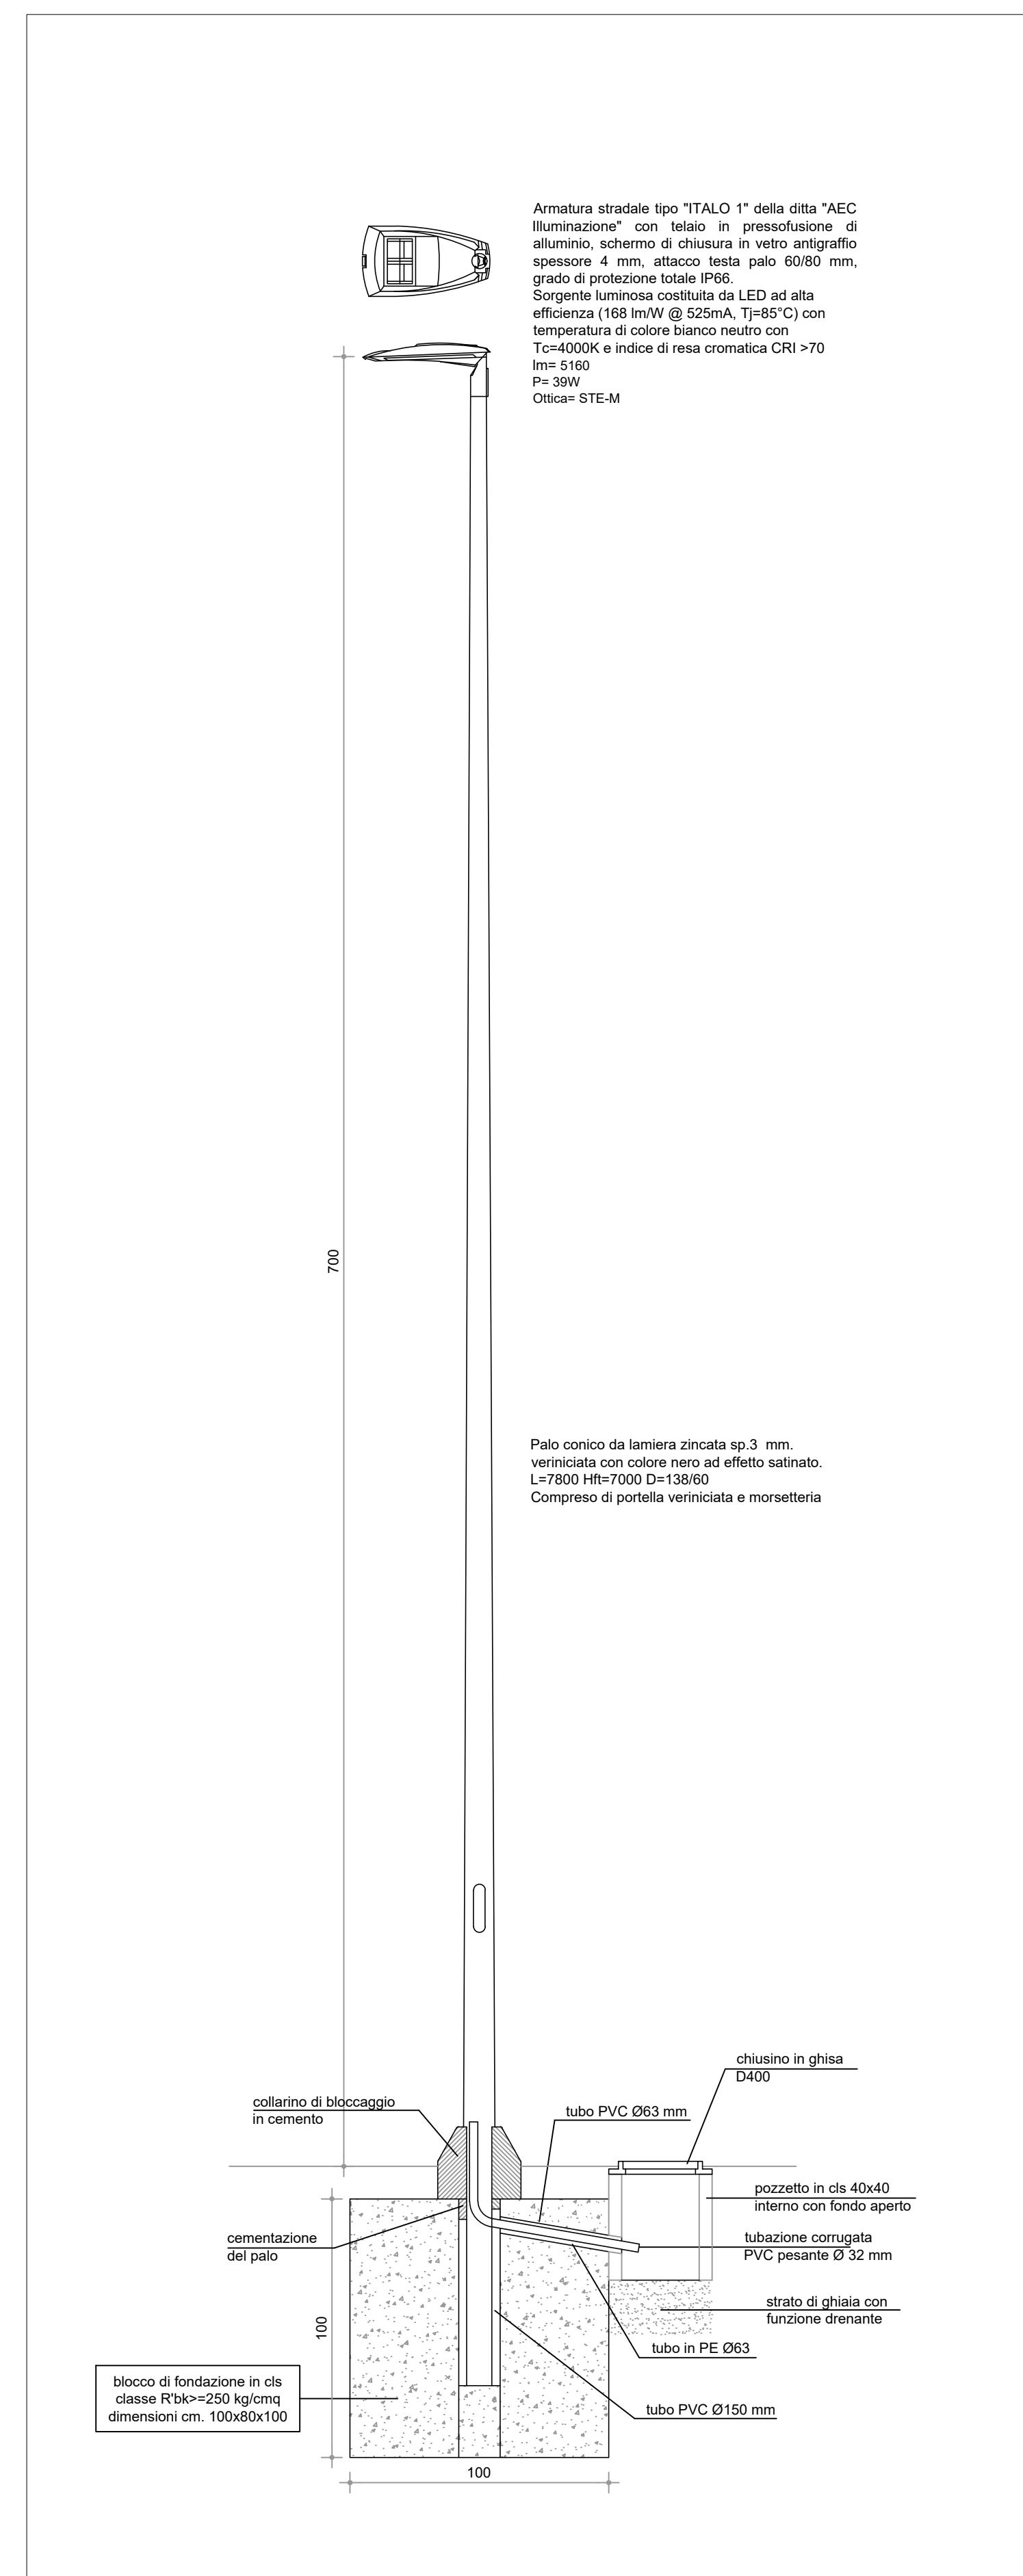 Armatura stradale tipo "ITALO 1" della ditta "AEC
Illuminazione" con telaio in pressofusione di
alluminio, schermo di chiusura in vetro antigraffio
spessore 4 mm, attacco testa palo 60/80 mm,
grado di protezione totale IP66.
Sorgente luminosa costituita da LED ad alta
efficienza (168 lm/W @ 525mA, Tj=85°C) con
temperatura di colore bianco neutro con
Tc=4000K e indice di resa cromatica CRI >70
lm= 5160
P= 39W
Ottica= STE-M
700
Palo conico da lamiera zincata sp.3 mm.
veriniciata con colore nero ad effetto satinato.
L=7800 Hft=7000 D=138/60
Compreso di portella veriniciata e morsetteria
chiusino in ghisa
D400
collarino di bloccaggio
in cemento
tubo PVC Ø63 mm
pozzetto in cls 40x40
interno con fondo aperto
cementazione
del palo
tubazione corrugata
PVC pesante Ø 32 mm
strato di ghiaia con
funzione drenante
100
tubo in PE Ø63
blocco di fondazione in cls
classe R'bk>=250 kg/cmq
dimensioni cm. 100x80x100
tubo PVC Ø150 mm
100